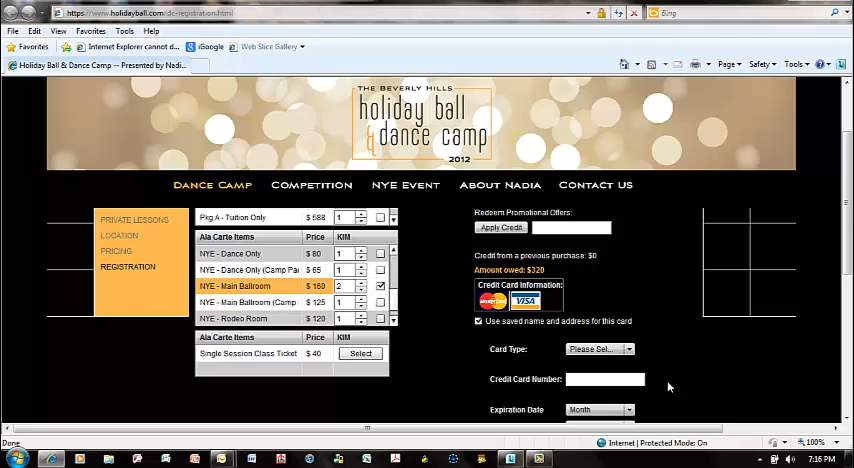 https://www.holidayball.com/dc-registration.html
Bing
File Edit View Favorites Tools Help
Favorites Internet Explorer cannot d... iGoogle Web Slice Gallery
Holiday Ball & Dance Camp -- Presented by Nadi...
Page Safety Tools
THE BEVERLY HILLS
holiday ball
& dance camp
2012
DANCE CAMP COMPETITION NYE EVENT ABOUT NADIA CONTACT US
PRIVATE LESSONS
LOCATION
PRICING
REGISTRATION
Pkg A - Tuition Only $ 588 1
Ala Carte Items Price KIM
NYE - Dance Only $ 80 1
NYE - Dance Only (Camp Pa $ 65 1
NYE - Main Ballroom $ 160 2
NYE - Main Ballroom (Camp $ 125 1
NYE - Rodeo Room $ 120 1
Ala Carte Items Price KIM
Single Session Class Ticket $ 40 Select
Redeem Promotional Offers:
Apply Credit
Credit from a previous purchase: $0
Amount owed: $320
Credit Card Information:
MasterCard VISA
Use saved name and address for this card
Card Type: Please Sel...
Credit Card Number:
Expiration Date Month
Done Internet | Protected Mode: On 100%
7:16 PM